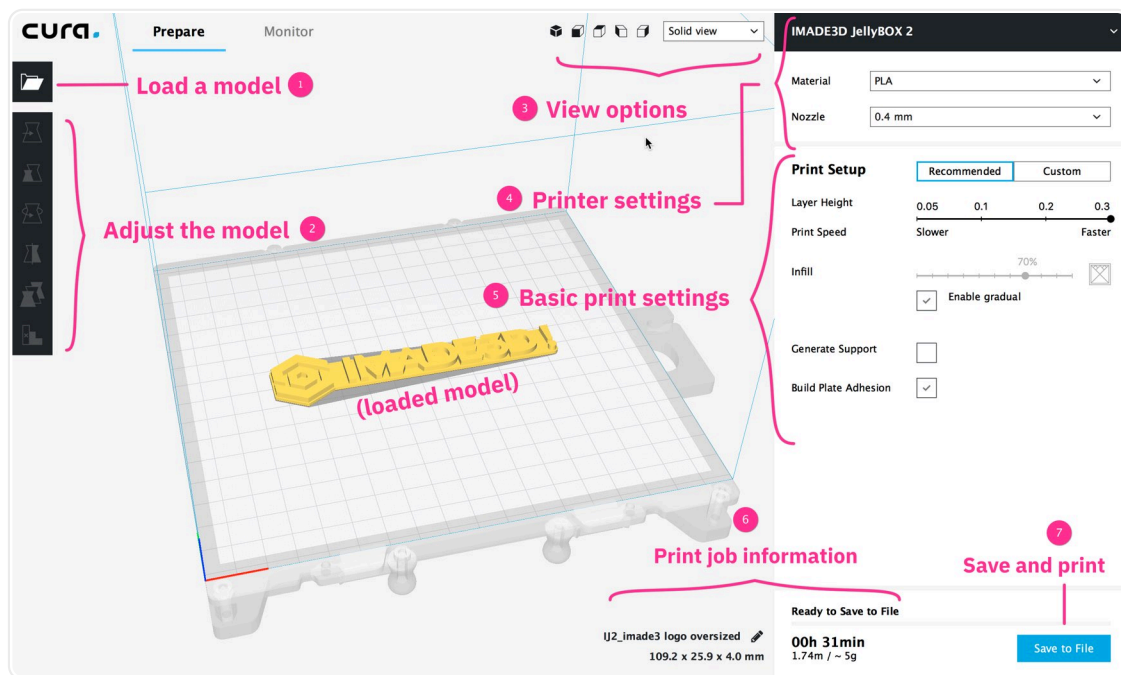 cura.
Prepare
Monitor
Solid view
IMADE3D JellyBOX 2
Load a model 1
Material PLA
Nozzle 0.4 mm
3 View options
4 Printer settings
Adjust the model 2
Print Setup Recommended Custom
Layer Height 0.05 0.1 0.2 0.3
Print Speed Slower Faster
Infill 70%
Enable gradual
5 Basic print settings
IMADE3D!
(loaded model)
Generate Support
Build Plate Adhesion
6
Print job information
7
Save and print
Ready to Save to File
IJ2_imade3 logo oversized
109.2 x 25.9 x 4.0 mm
00h 31min
1.74m / ~ 5g
Save to File